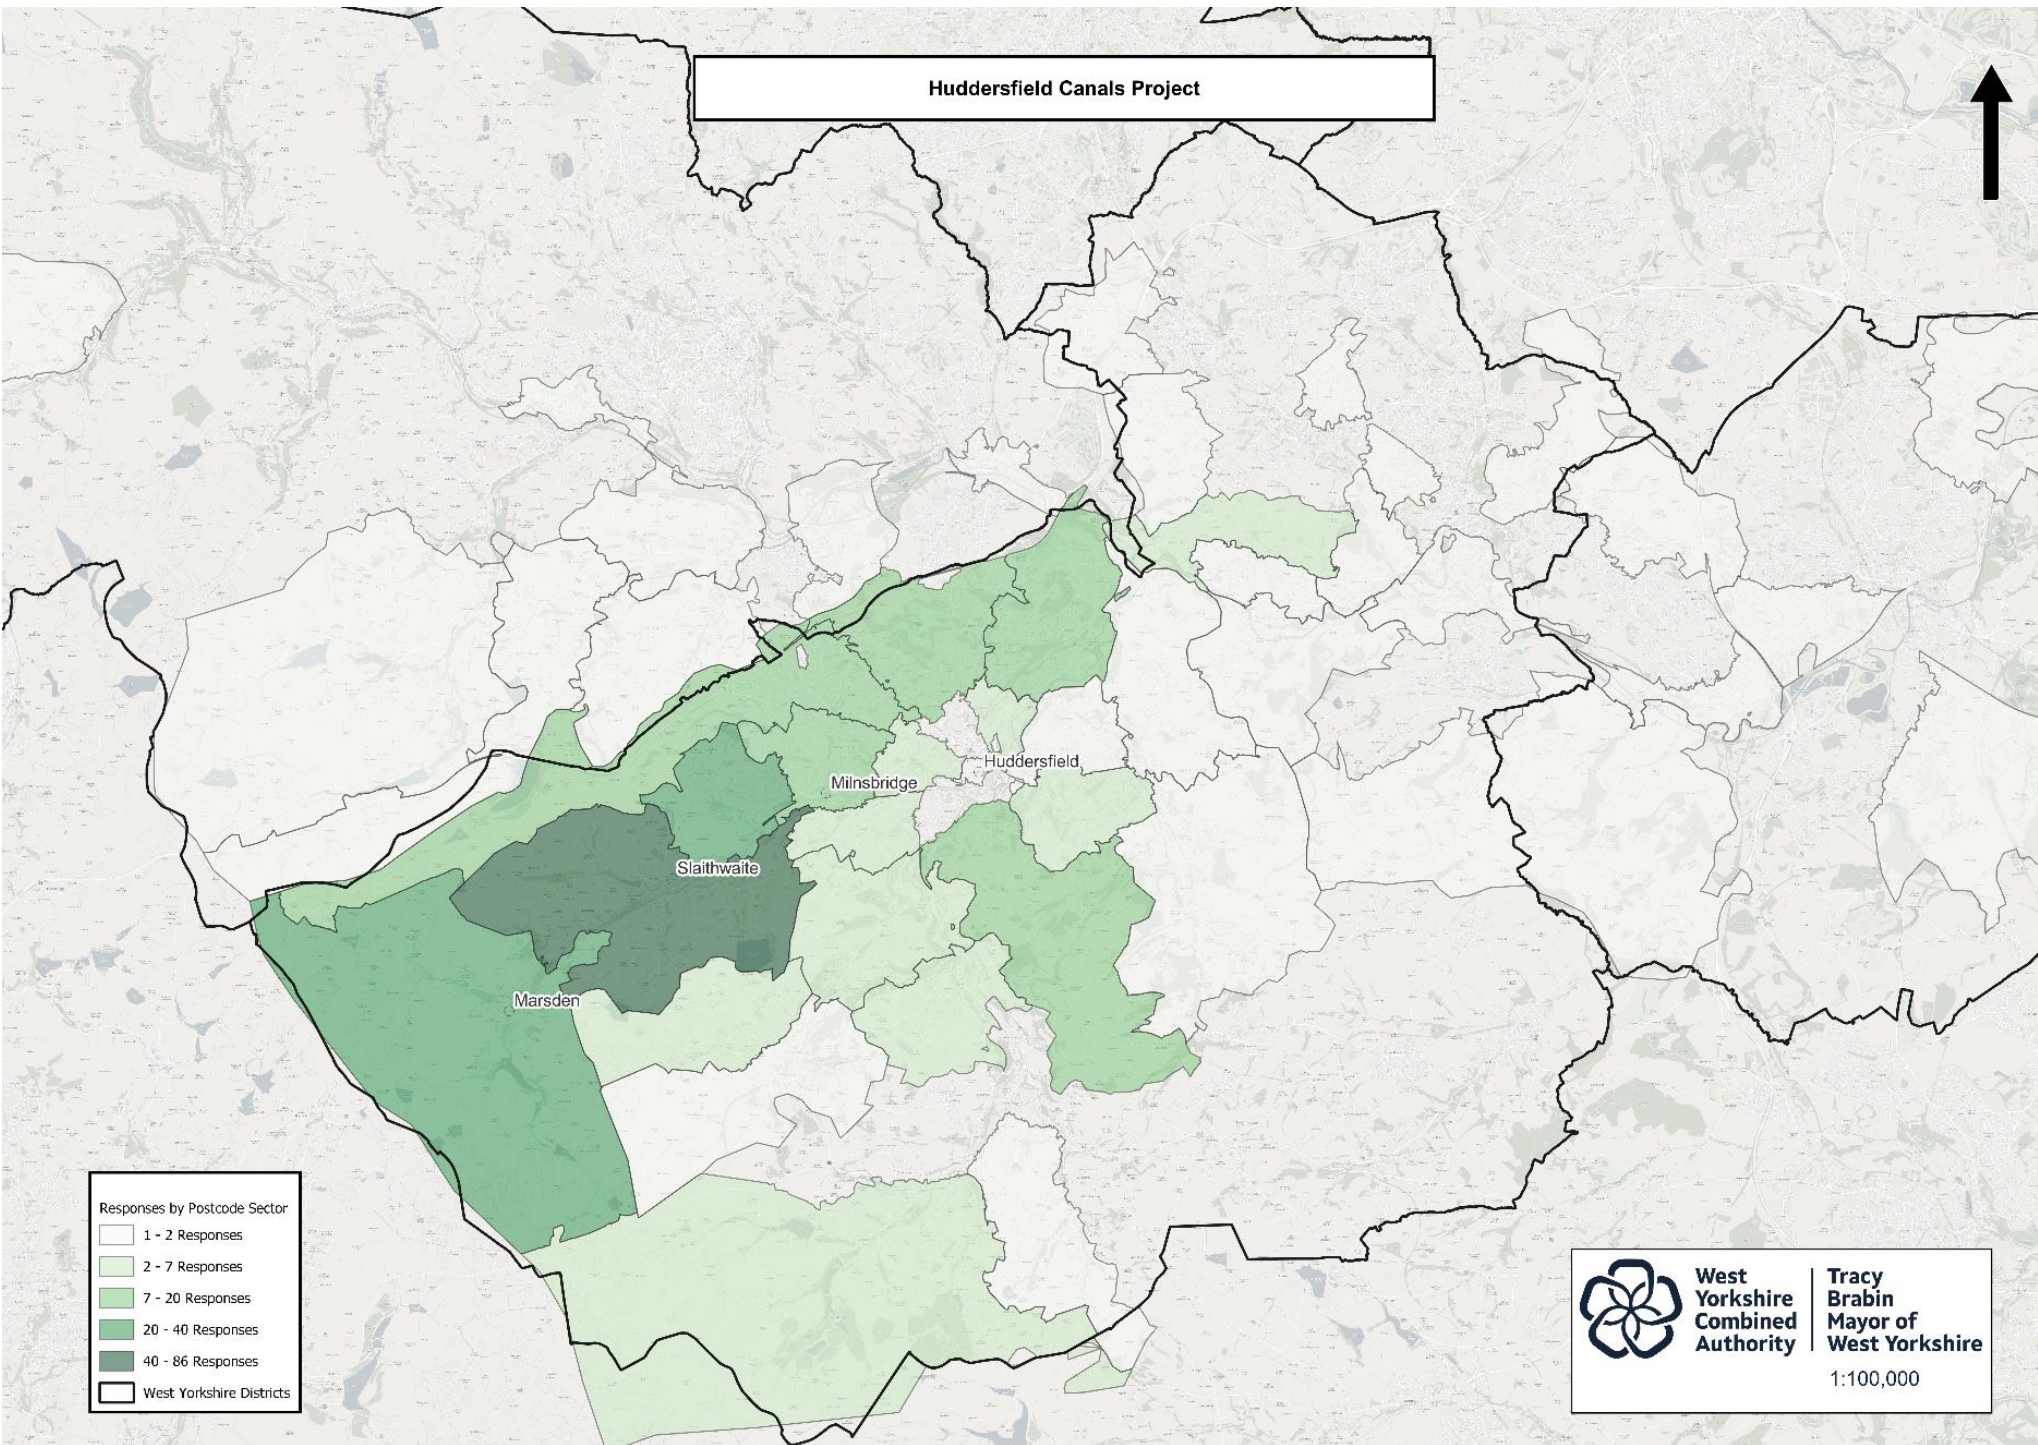 Huddersfield Canals Project
Huddersfield
Milnsbridge
Slaithwaite
Marsden
Responses by Postcode Sector
1 - 2 Responses
2 - 7 Responses
7 - 20 Responses
20 - 40 Responses
40 - 86 Responses
West Yorkshire Districts
West
Yorkshire
Combined
Authority
Tracy
Brabin
Mayor of
West Yorkshire
1:100,000